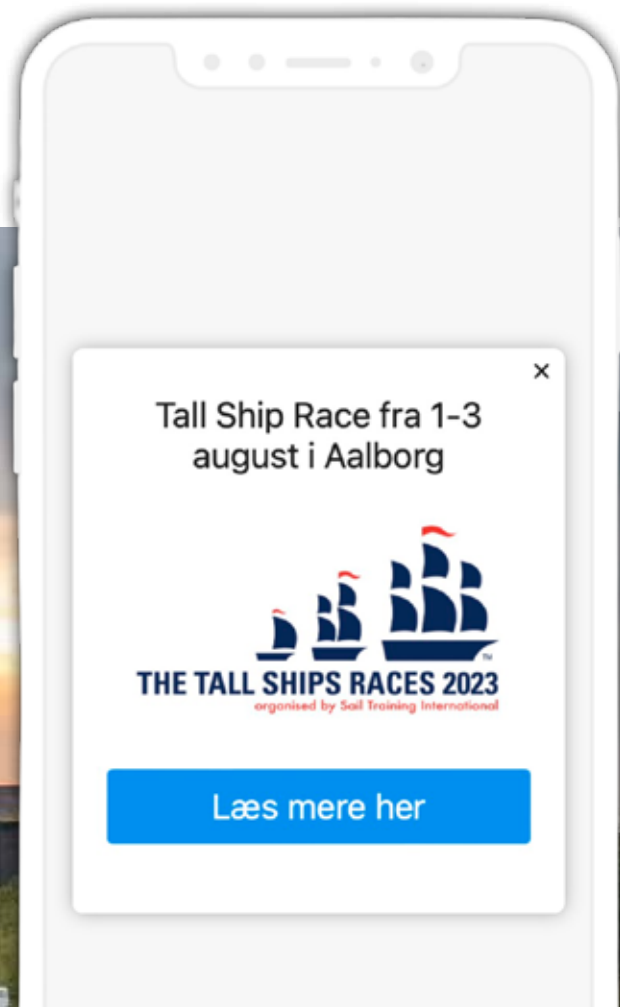 ×
Tall Ship Race fra 1-3
august i Aalborg
TM
THE TALL SHIPS RACES 2023
organised by Sail Training International
Læs mere her